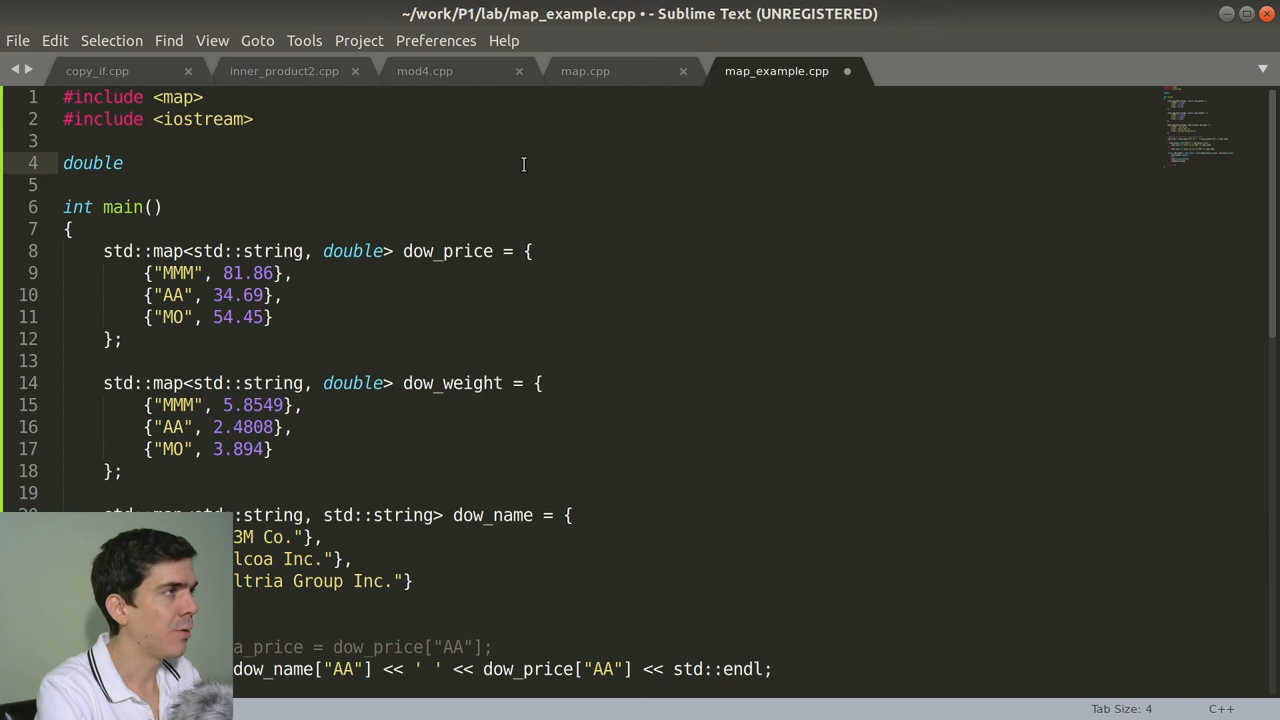 ~/work/P1/lab/map_example.cpp • - Sublime Text (UNREGISTERED)
File Edit Selection Find View Goto Tools Project Preferences Help
copy_if.cpp inner_product2.cpp mod4.cpp map.cpp map_example.cpp
1 #include <map>
2 #include <iostream>
3
4 double
5
6 int main()
7 {
8 std::map<std::string, double> dow_price = {
9 {"MMM", 81.86},
10 {"AA", 34.69},
11 {"MO", 54.45}
12 };
13
14 std::map<std::string, double> dow_weight = {
15 {"MMM", 5.8549},
16 {"AA", 2.4808},
17 {"MO", 3.894}
18 };
19
::string, std::string> dow_name = {
3M Co."},
lcoa Inc."},
ltria Group Inc."}
a_price = dow_price["AA"];
dow_name["AA"] << ' ' << dow_price["AA"] << std::endl;
Tab Size: 4 C++